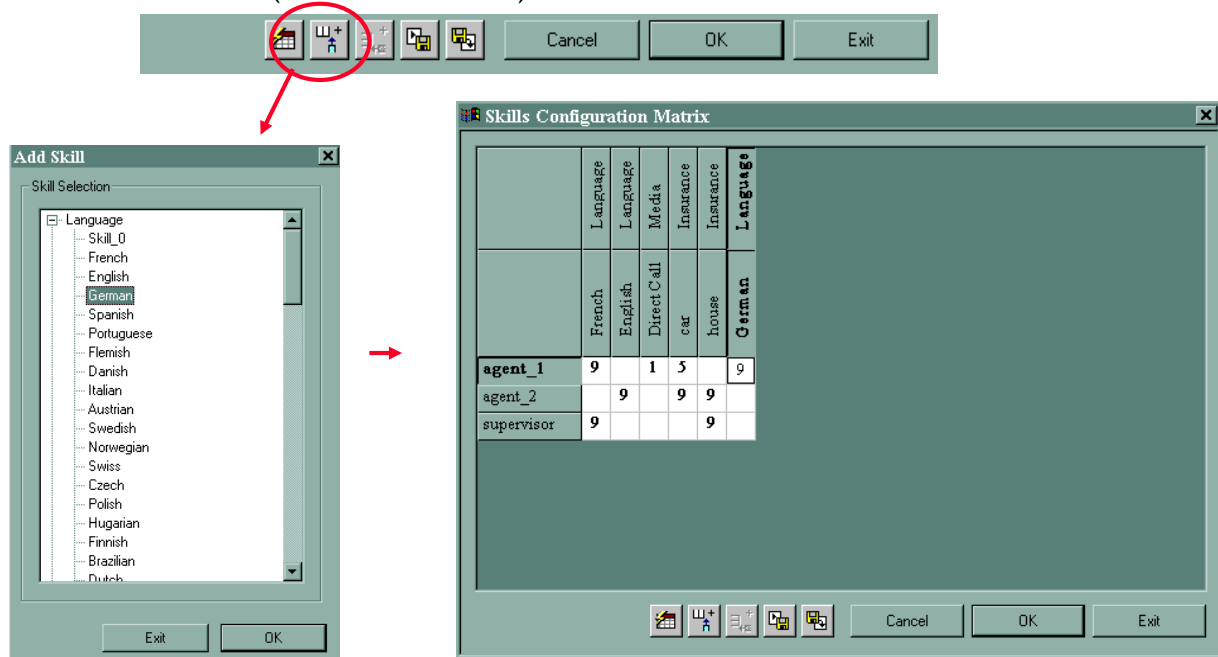 Cancel OK Exit
Skills Configuration Matrix
Add Skill
Skill Selection
Language
Skill_0
French
English
German
Spanish
Portuguese
Flemish
Danish
Italian
Austrian
Swedish
Norwegian
Swiss
Czech
Polish
Hugarian
Finnish
Brazilian
Dutch
Exit OK
Language Language Media Insurance Insurance Language
French English Direct Call car house German
agent_1 9 1 5 9
agent_2 9 9 9
supervisor 9 9
Cancel OK Exit